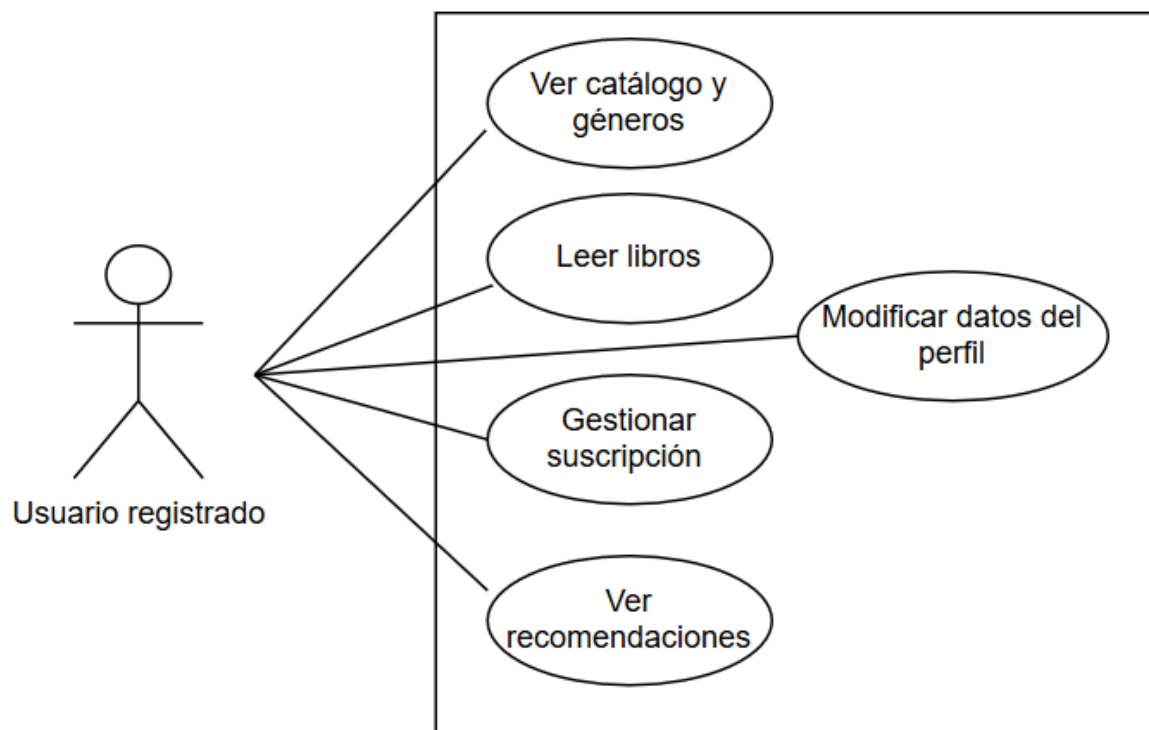 Ver catálogo y
géneros
Leer libros
Modificar datos del
perfil
Gestionar
suscripción
Usuario registrado
Ver
recomendaciones